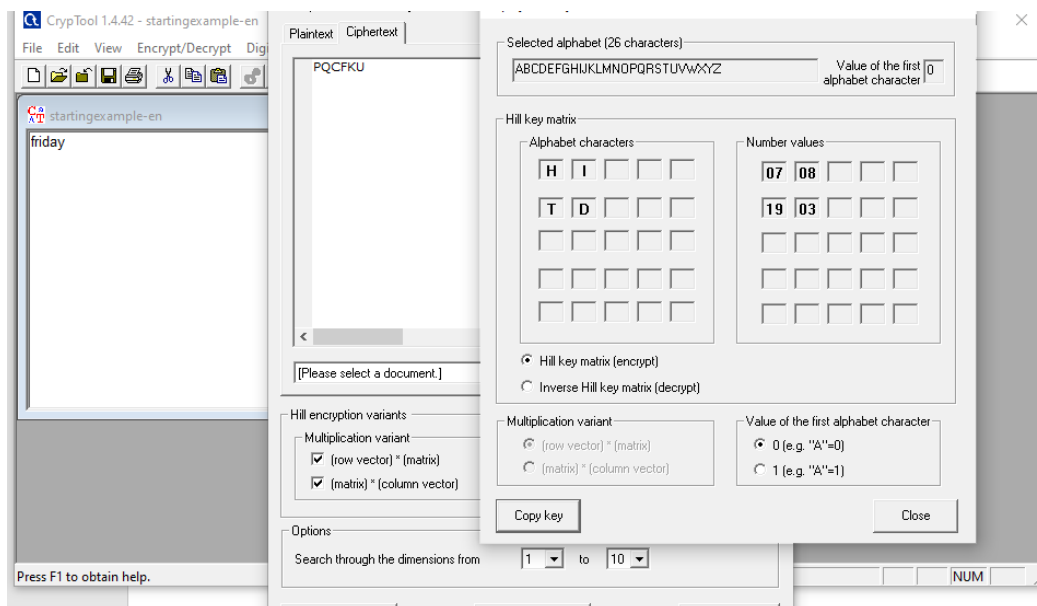 CrypTool 1.4.42 - startingexample-en
File Edit View Encrypt/Decrypt Digi
startingexample-en
friday
Plaintext Ciphertext
PQCFKU
[Please select a document.]
Hill encryption variants
Multiplication variant
(row vector) * (matrix)
(matrix) * (column vector)
Options
Search through the dimensions from 1 to 10
Selected alphabet (26 characters)
ABCDEFGHIJKLMNOPQRSTUVWXYZ
Value of the first
alphabet character 0
Hill key matrix
Alphabet characters
H I
T D
Number values
07 08
19 03
Hill key matrix (encrypt)
Inverse Hill key matrix (decrypt)
Multiplication variant
(row vector) * (matrix)
(matrix) * (column vector)
Value of the first alphabet character
0 (e.g. "A"=0)
1 (e.g. "A"=1)
Copy key
Close
Press F1 to obtain help.
NUM